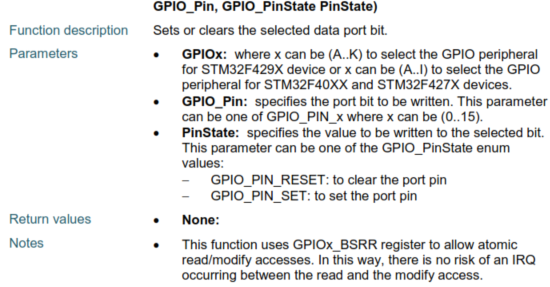 GPIO_Pin, GPIO_PinState PinState)
Function description Sets or clears the selected data port bit.
Parameters • GPIOx: where x can be (A..K) to select the GPIO peripheral
for STM32F429X device or x can be (A..I) to select the GPIO
peripheral for STM32F40XX and STM32F427X devices.
• GPIO_Pin: specifies the port bit to be written. This parameter
can be one of GPIO_PIN_x where x can be (0..15).
• PinState: specifies the value to be written to the selected bit.
This parameter can be one of the GPIO_PinState enum
values:
– GPIO_PIN_RESET: to clear the port pin
– GPIO_PIN_SET: to set the port pin
Return values • None:
Notes • This function uses GPIOx_BSRR register to allow atomic
read/modify accesses. In this way, there is no risk of an IRQ
occurring between the read and the modify access.